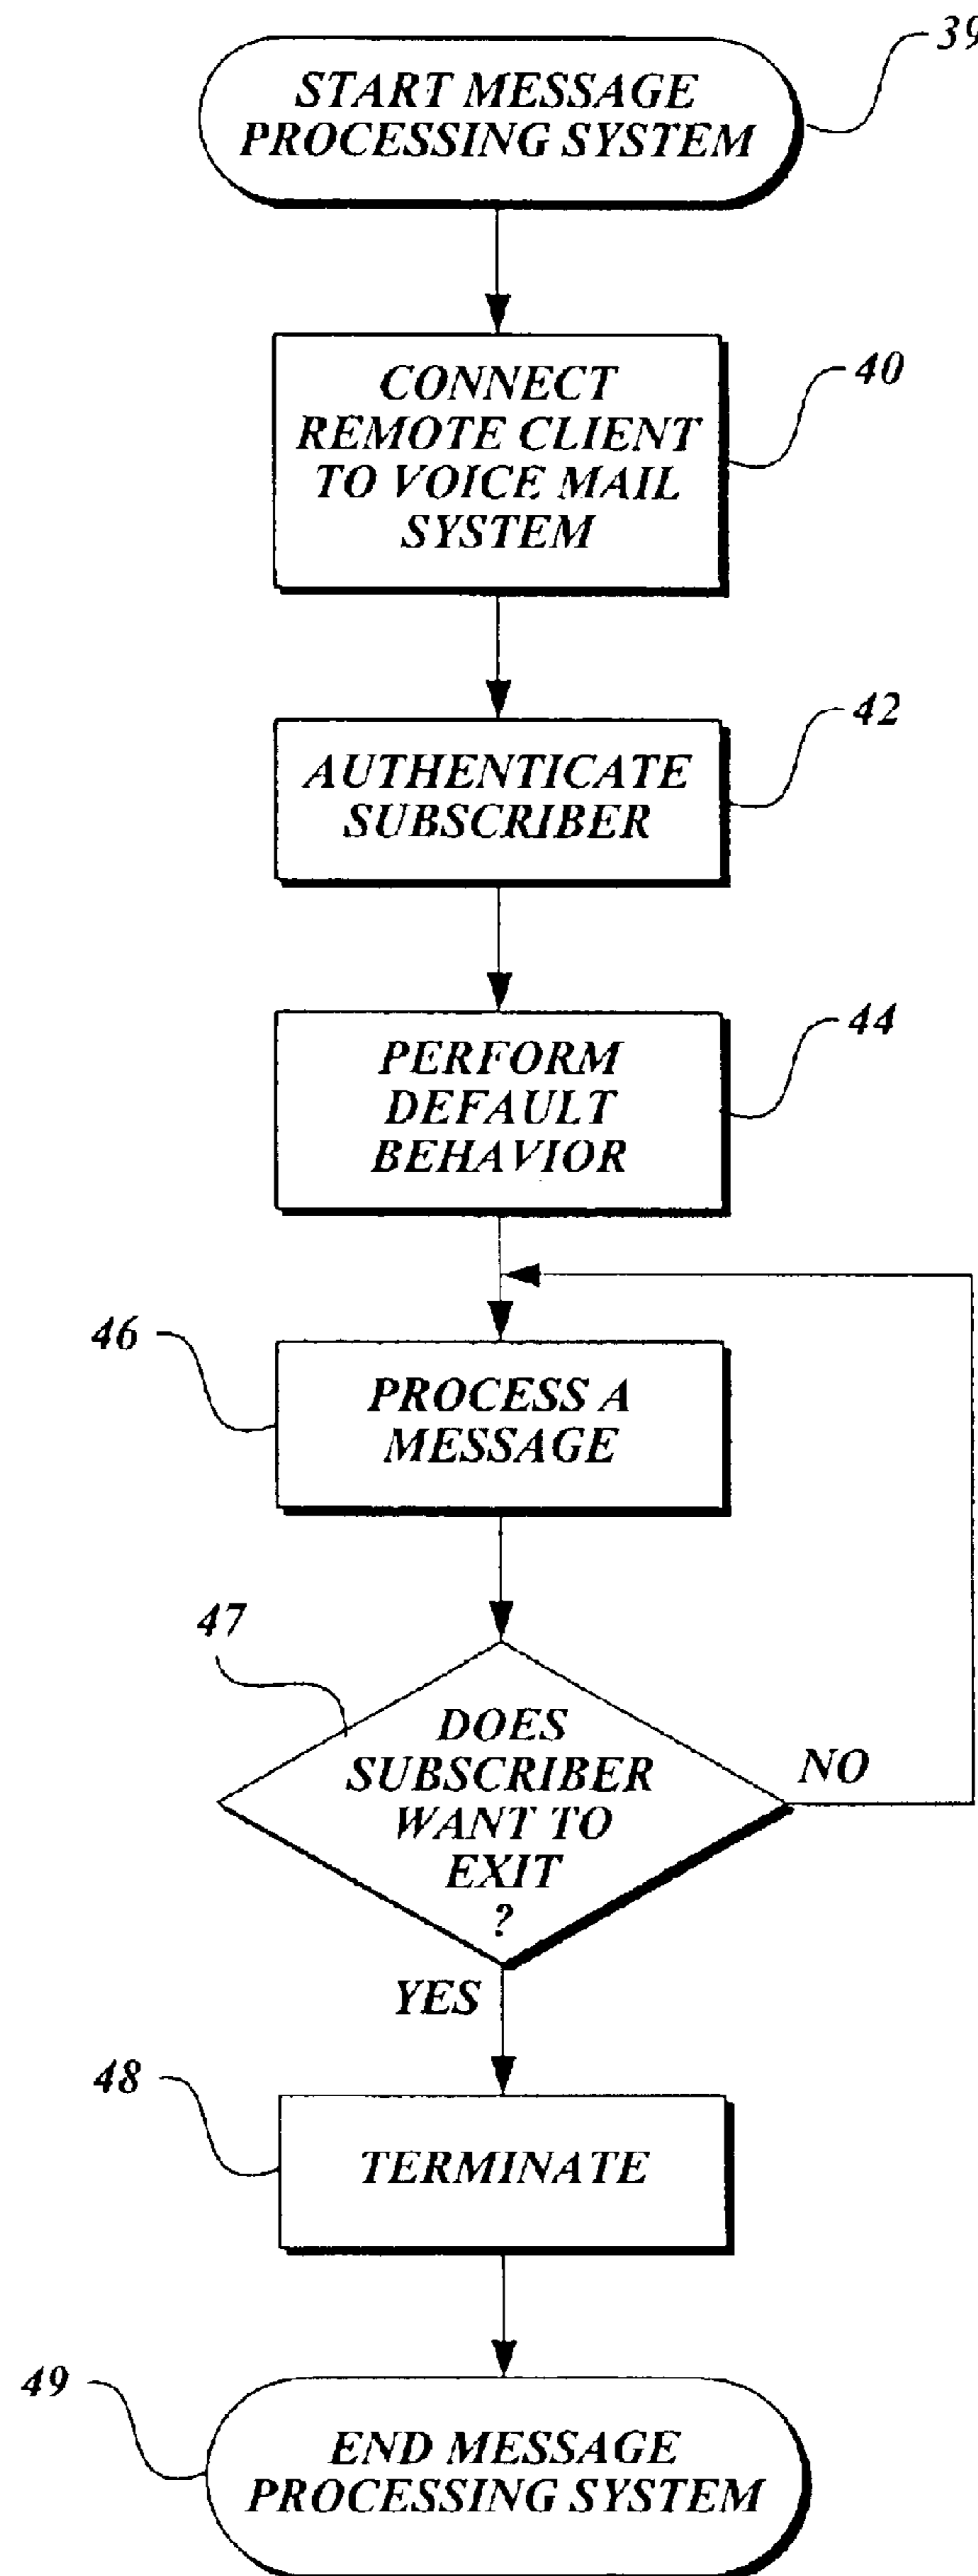 39
START MESSAGE
PROCESSING SYSTEM
40
CONNECT
REMOTE CLIENT
TO VOICE MAIL
SYSTEM
42
AUTHENTICATE
SUBSCRIBER
44
PERFORM
DEFAULT
BEHAVIOR
46
PROCESS A
MESSAGE
47
DOES
SUBSCRIBER
WANT TO
EXIT
?
NO
YES
48
TERMINATE
49
END MESSAGE
PROCESSING SYSTEM